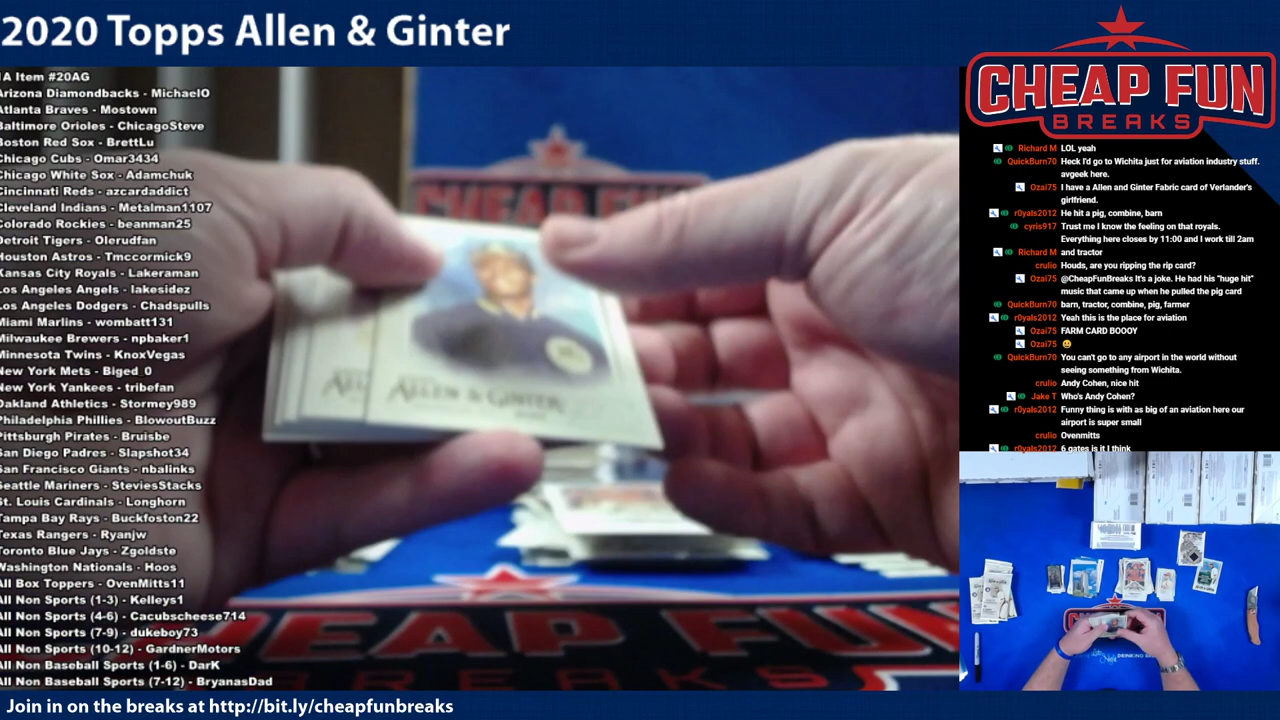 2020 Topps Allen & Ginter
1A Item #20AG
Arizona Diamondbacks - MichaelO
Atlanta Braves - Mostown
Baltimore Orioles - ChicagoSteve
Boston Red Sox - BrettLu
Chicago Cubs - Omar3434
Chicago White Sox - Adamchuk
Cincinnati Reds - azcardaddict
Cleveland Indians - Metalman1107
Colorado Rockies - beanman25
Detroit Tigers - Olerudfan
Houston Astros - Tmccormick9
Kansas City Royals - Lakeraman
Los Angeles Angels - lakesidez
Los Angeles Dodgers - Chadspulls
Miami Marlins - wombatt131
Milwaukee Brewers - npbaker1
Minnesota Twins - KnoxVegas
New York Mets - Biged_0
New York Yankees - tribefan
Oakland Athletics - Stormey989
Philadelphia Phillies - BlowoutBuzz
Pittsburgh Pirates - Bruisbe
San Diego Padres - Slapshot34
San Francisco Giants - nbalinks
Seattle Mariners - SteviesStacks
St. Louis Cardinals - Longhorn
Tampa Bay Rays - Buckfoston22
Texas Rangers - Ryanjw
Toronto Blue Jays - Zgoldste
Washington Nationals - Hoos
All Box Toppers - OvenMitts11
All Non Sports (1-3) - Kelleys1
All Non Sports (4-6) - Cacubscheese714
All Non Sports (7-9) - dukeboy73
All Non Sports (10-12) - GardnerMotors
All Non Baseball Sports (1-6) - DarK
All Non Baseball Sports (7-12) - BryanasDad
ALLEN & GINTER
CHEAP FUN
BREAKS
CHEAP FUN
BREAKS
Richard M LOL yeah
QuickBurn70 Heck I'd go to Wichita just for aviation industry stuff.
avgeek here.
Ozai75 I have a Allen and Ginter Fabric card of Verlander's
girlfriend.
r0yals2012 He hit a pig, combine, barn
cyris917 Trust me I know the feeling on that royals.
Everything here closes by 11:00 and I work till 2am
Richard M and tractor
crulio Houds, are you ripping the rip card?
Ozai75 @CheapFunBreaks It's a joke. He had his "huge hit"
music that came up when he pulled the pig card
QuickBurn70 barn, tractor, combine, pig, farmer
r0yals2012 Yeah this is the place for aviation
Ozai75 FARM CARD BOOOY
Ozai75
QuickBurn70 You can't go to any airport in the world without
seeing something from Wichita.
crulio Andy Cohen, nice hit
Jake T Who's Andy Cohen?
r0yals2012 Funny thing is with as big of an aviation here our
airport is super small
crulio Ovenmitts
r0yals2012 6 gates is it I think
Join in on the breaks at http://bit.ly/cheapfunbreaks